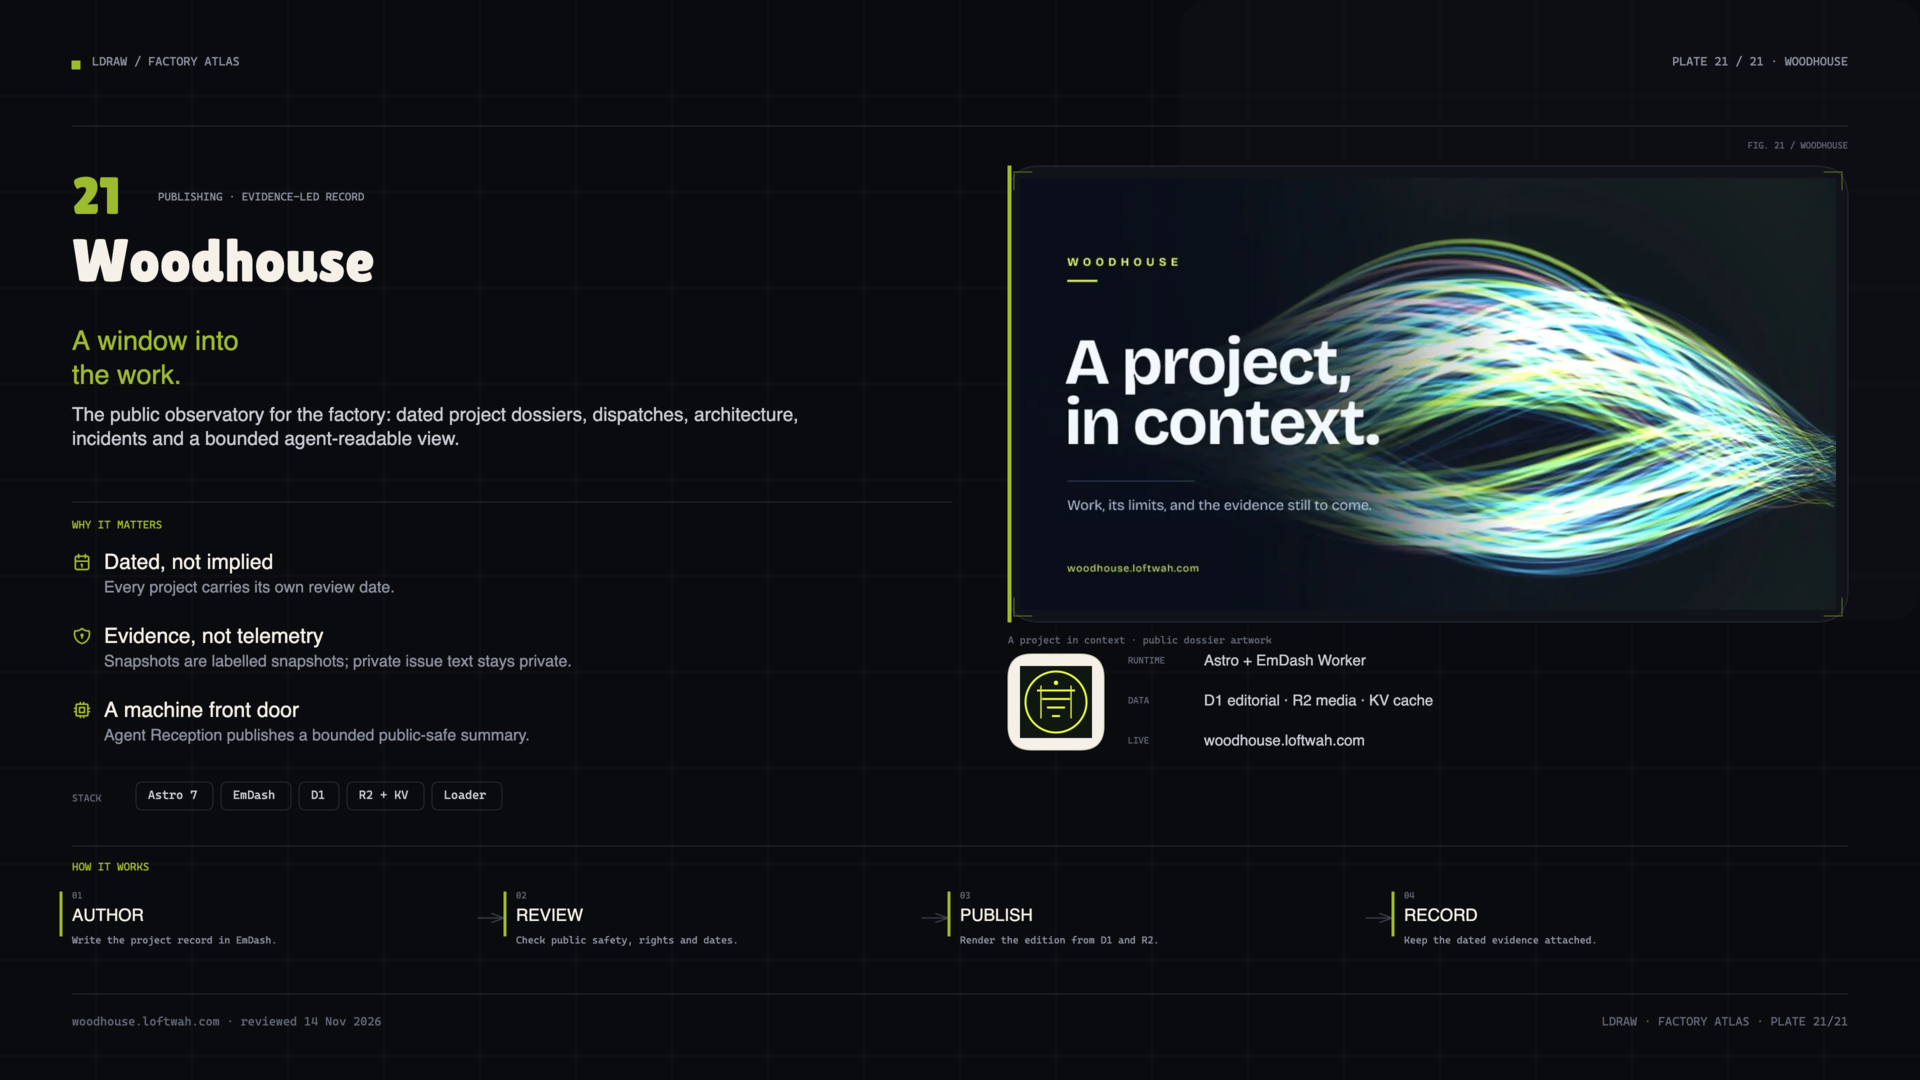 LDRAW / FACTORY ATLAS
PLATE 21 / 21 · WOODHOUSE
FIG. 21 / WOODHOUSE
21
PUBLISHING · EVIDENCE-LED RECORD
Woodhouse
A window into
the work.
The public observatory for the factory: dated project dossiers, dispatches, architecture,
incidents and a bounded agent-readable view.
WHY IT MATTERS
Dated, not implied
Every project carries its own review date.
Evidence, not telemetry
Snapshots are labelled snapshots; private issue text stays private.
A machine front door
Agent Reception publishes a bounded public-safe summary.
STACK
Astro 7
EmDash
D1
R2 + KV
Loader
WOODHOUSE
A project,
in context.
Work, its limits, and the evidence still to come.
woodhouse.loftwah.com
A project in context · public dossier artwork
RUNTIME
Astro + EmDash Worker
DATA
D1 editorial · R2 media · KV cache
LIVE
woodhouse.loftwah.com
HOW IT WORKS
01
AUTHOR
Write the project record in EmDash.
02
REVIEW
Check public safety, rights and dates.
03
PUBLISH
Render the edition from D1 and R2.
04
RECORD
Keep the dated evidence attached.
woodhouse.loftwah.com · reviewed 14 Nov 2026
LDRAW · FACTORY ATLAS · PLATE 21/21